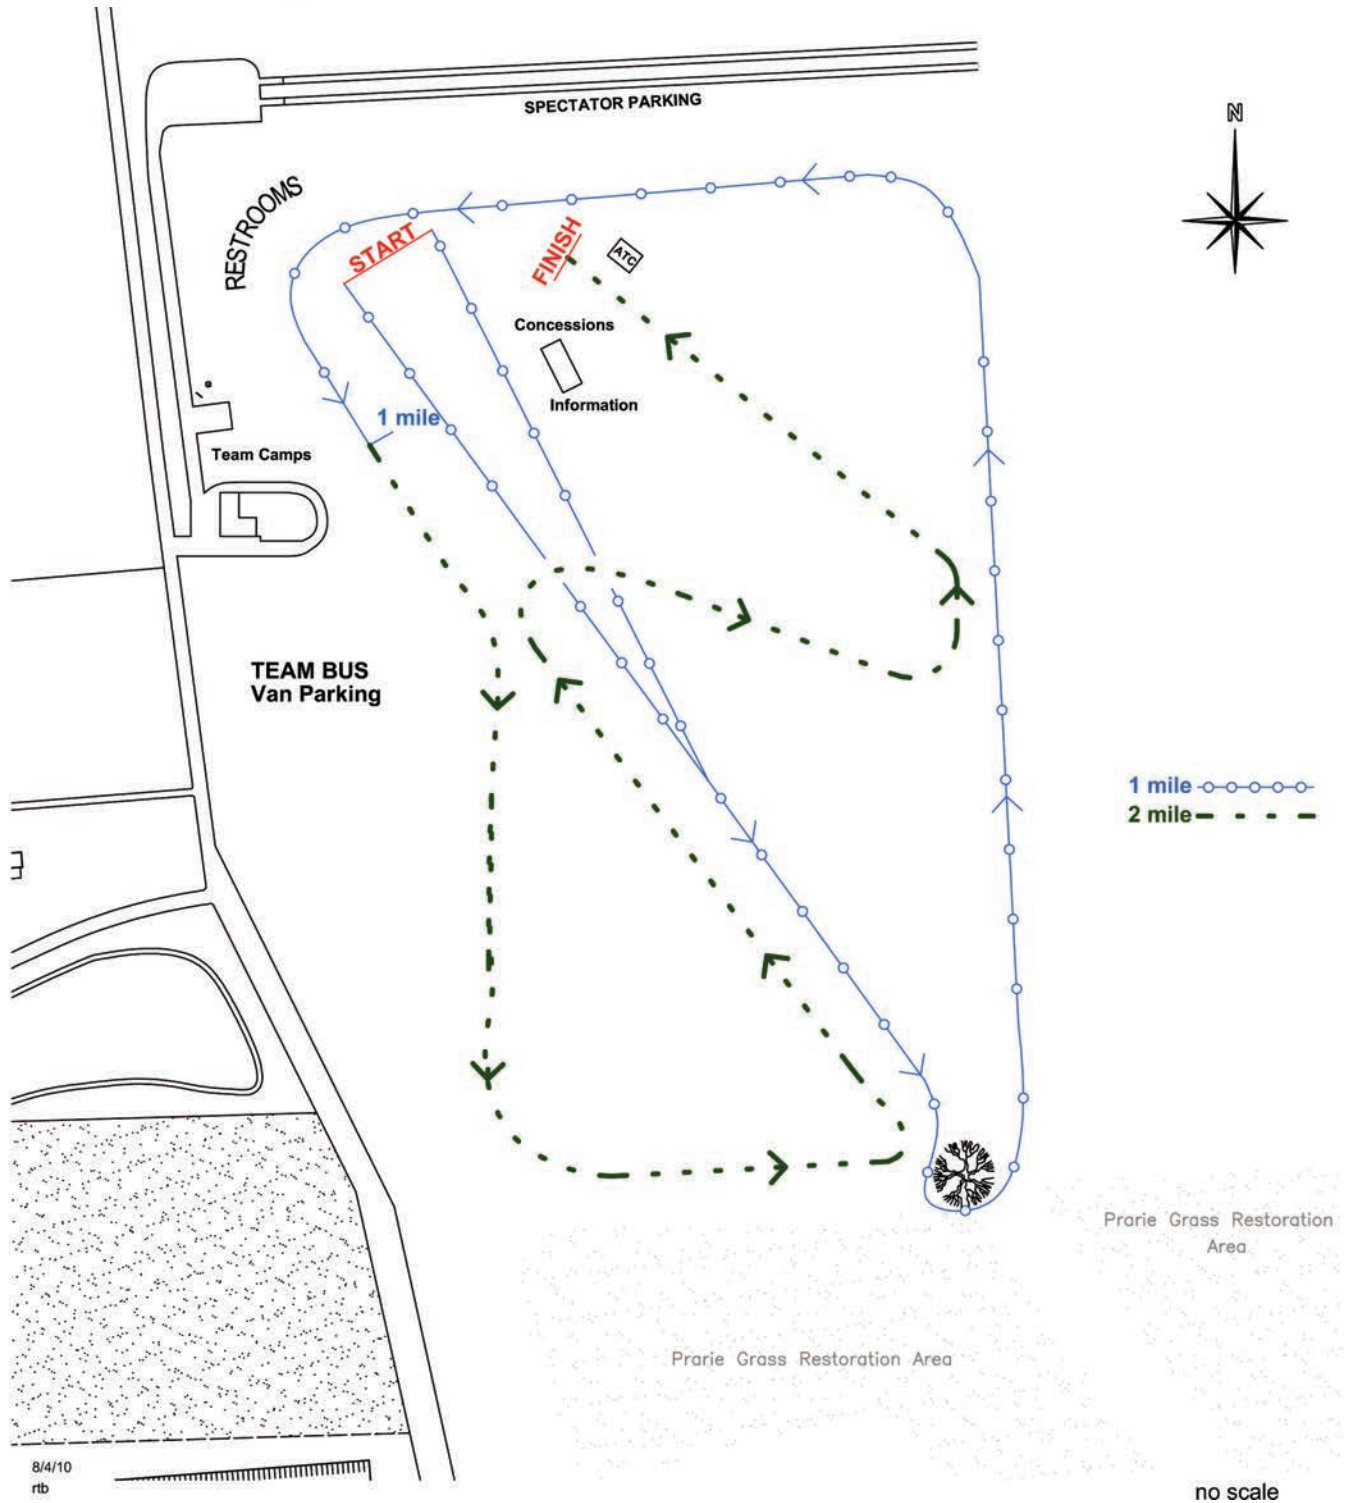 SPECTATOR PARKING
N
RESTROOMS
START
FINISH
ATC
Concessions
Information
1 mile
Team Camps
TEAM BUS
Van Parking
1 mile
2 mile
Prarie Grass Restoration
Area
Prarie Grass Restoration Area
8/4/10
rtb
no scale